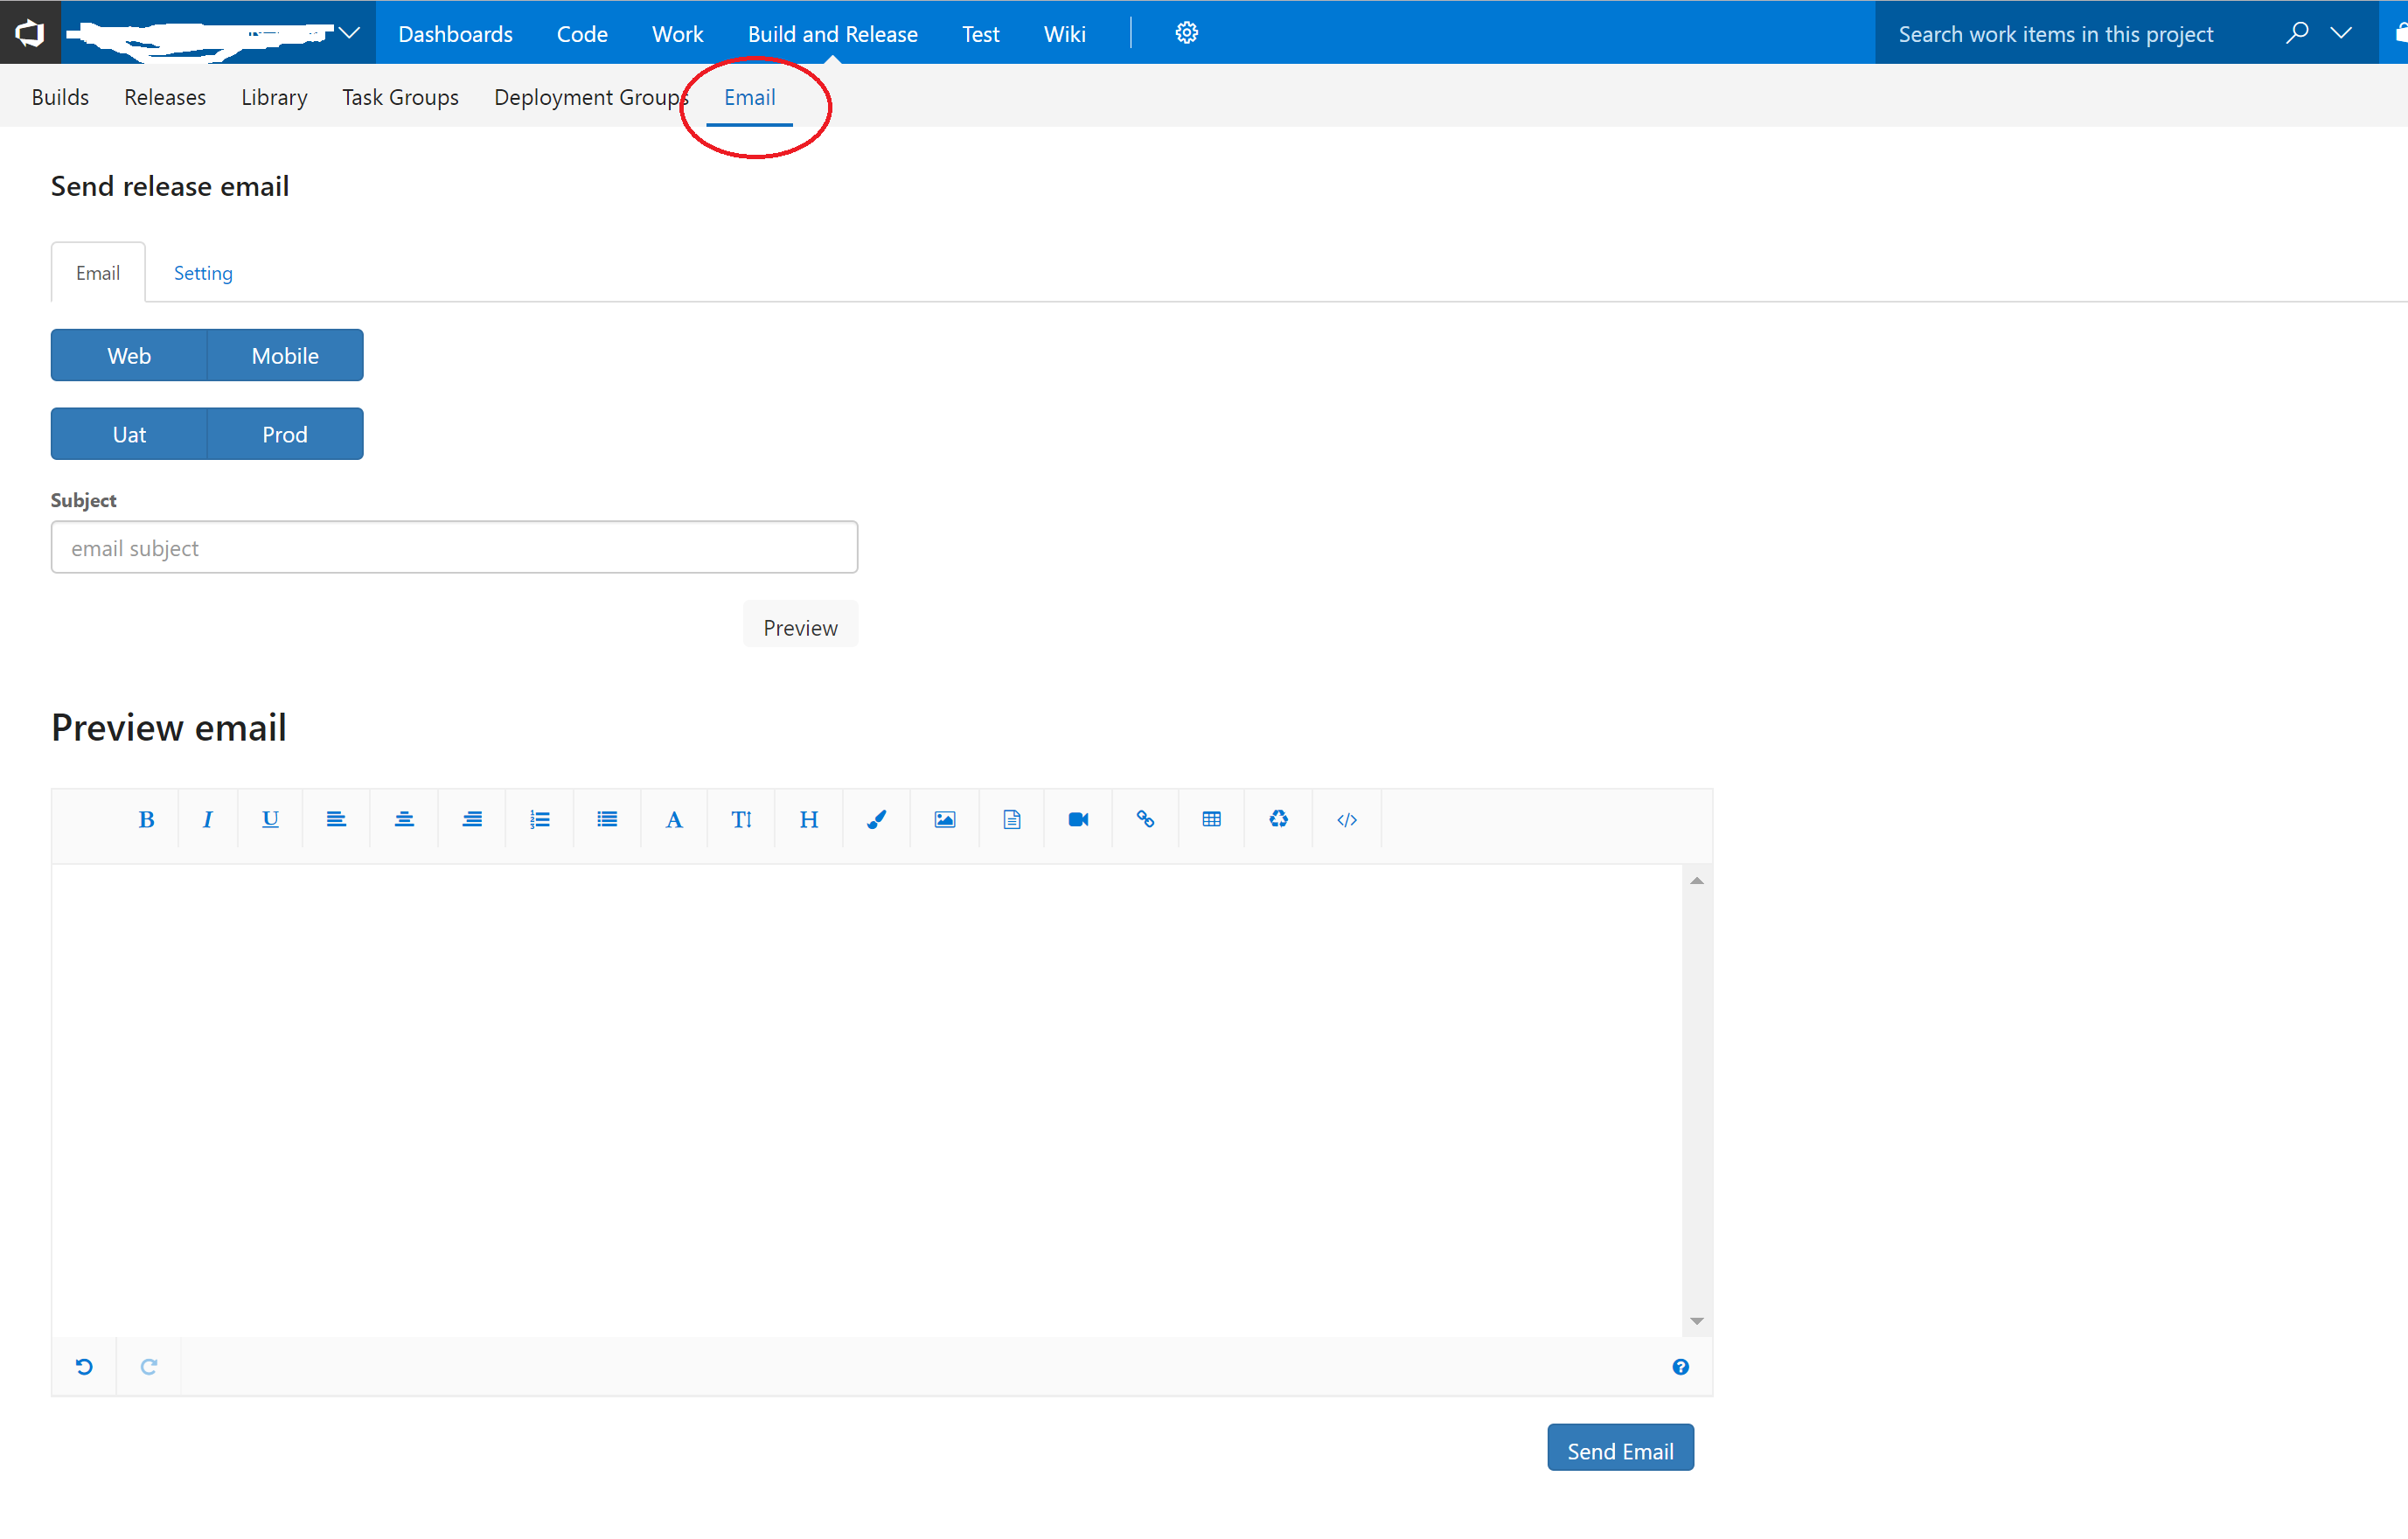 Dashboards Code Work Build and Release Test Wiki Search work items in this project
Builds Releases Library Task Groups Deployment Groups Email
Send release email
Email Setting
Web Mobile
Uat Prod
Subject
email subject
Preview
Preview email
B I U A T H </>
Send Email